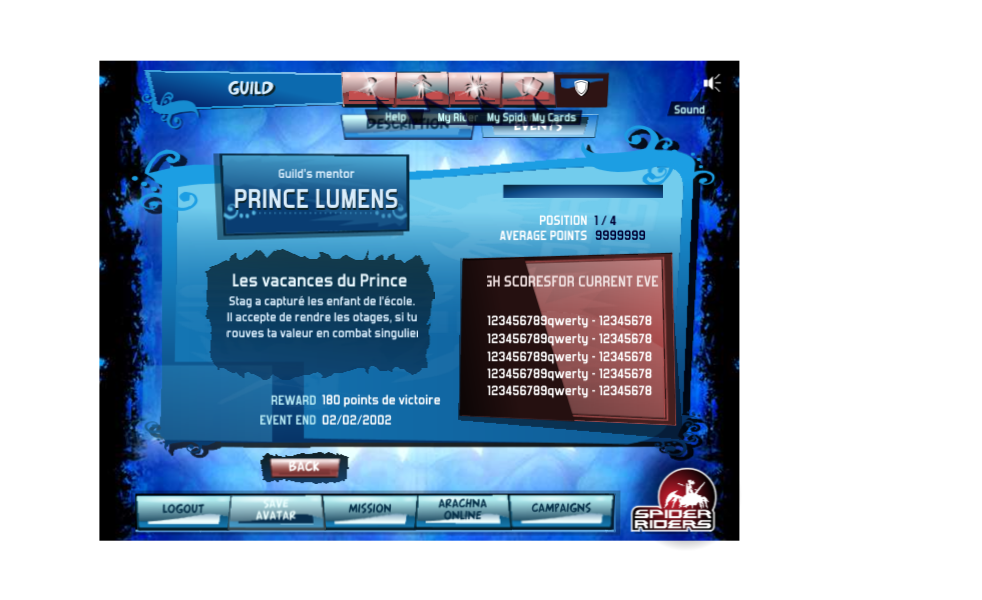 GUILD
Sound
Help My Rid My Spid My Cards
DESCRIPTION EVENTS
Guild's mentor
PRINCE LUMENS
POSITION 1 / 4
AVERAGE POINTS 9999999
Les vacances du Prince
Stag a capturé les enfant de l'école.
Il accepte de rendre les otages, si tu
rouves ta valeur en combat singulier
GH SCORESFOR CURRENT EVE
123456789qwerty - 12345678
123456789qwerty - 12345678
123456789qwerty - 12345678
123456789qwerty - 12345678
123456789qwerty - 12345678
REWARD 180 points de victoire
EVENT END 02/02/2002
BACK
LOGOUT
SAVE
AVATAR
MISSION
ARACHNA
ONLINE
CAMPAIGNS
SPIDER
RIDERS